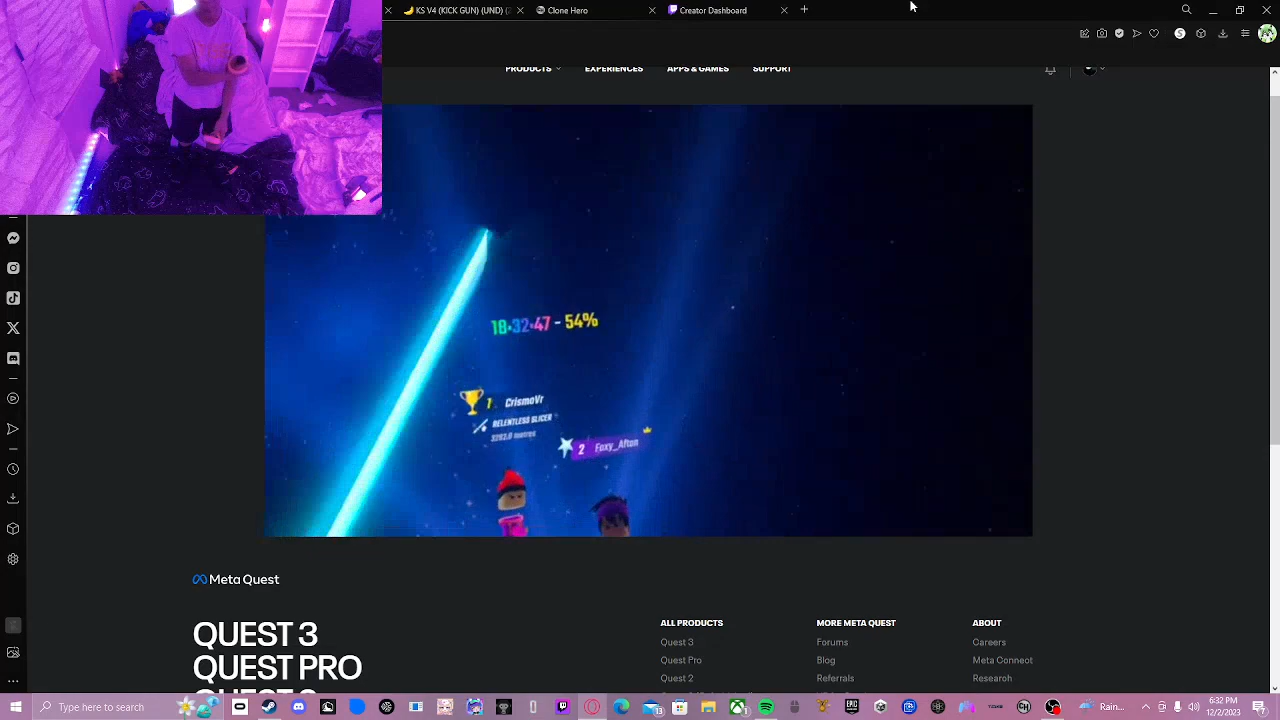 KS V4 (KICK GUN) (UND)
Clone Hero
Creator Dashboard
PRODUCTS
EXPERIENCES
APPS & GAMES
SUPPORT
18:32:47 - 54%
1 CrismoVr
RELENTLESS SLICER
2 Foxy_Afton
Meta Quest
QUEST 3
QUEST PRO
ALL PRODUCTS
Quest 3
Quest Pro
Quest 2
MORE META QUEST
Forums
Blog
Referrals
ABOUT
Careers
Meta Connect
Research
Type here to search
Ran...
6:32 PM
12/2/2023